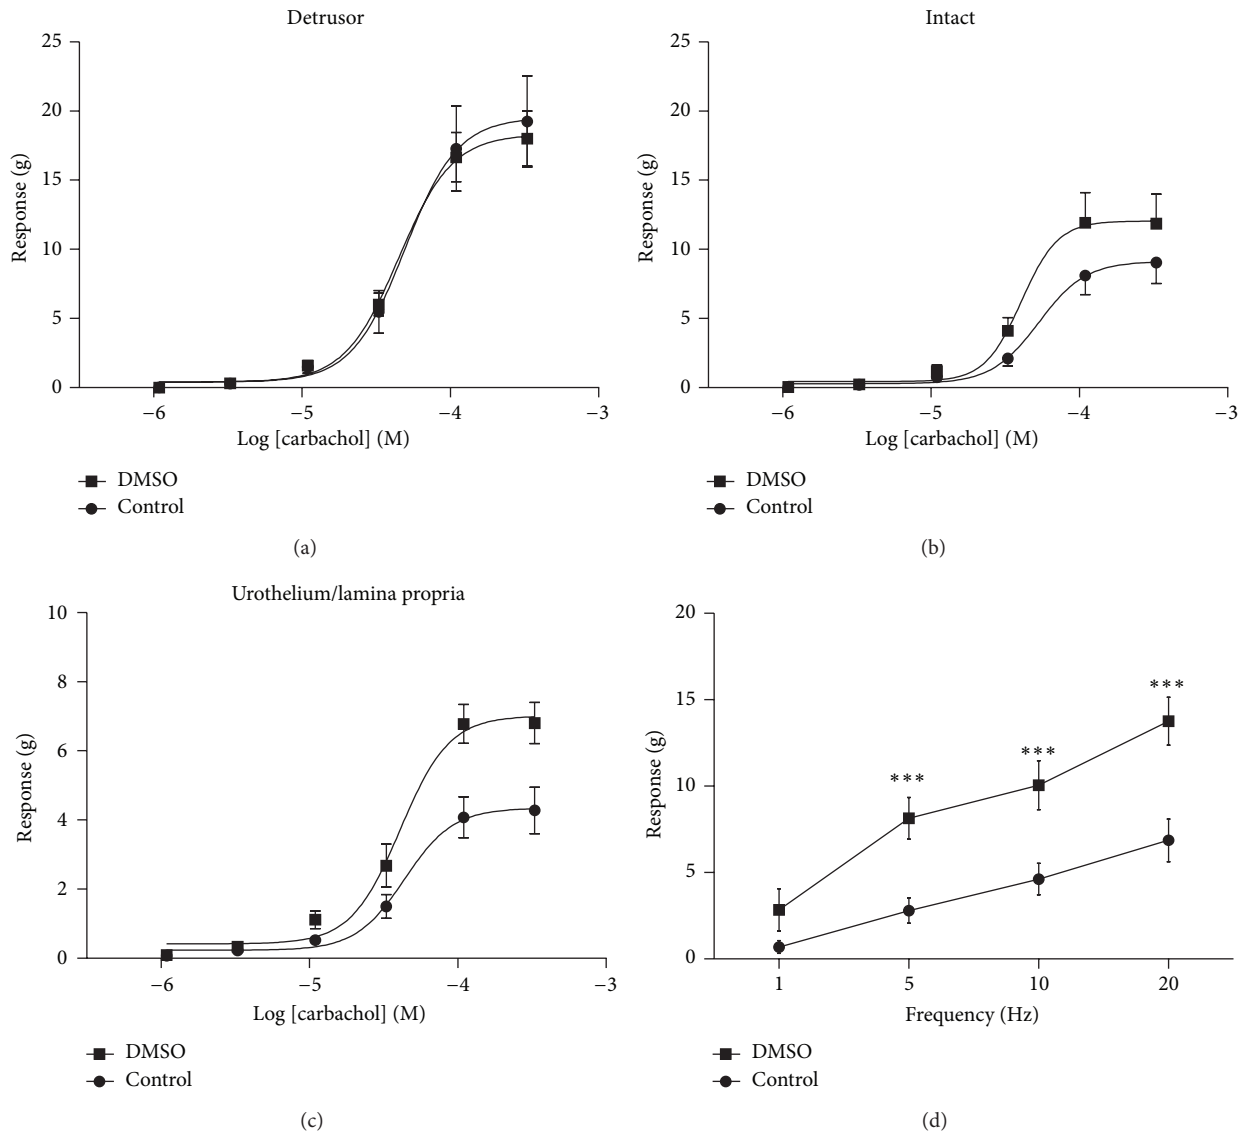 Detrusor
25
20
15
10
5
0
Response (g)
−6
−5
−4
−3
Log [carbachol] (M)
DMSO
Control
(a)
Intact
25
20
15
10
5
0
Response (g)
−6
−5
−4
−3
Log [carbachol] (M)
DMSO
Control
(b)
Urothelium/lamina propria
10
8
6
4
2
0
Response (g)
−6
−5
−4
−3
Log [carbachol] (M)
DMSO
Control
(c)
20
15
10
5
0
Response (g)
***
***
***
1
5
10
20
Frequency (Hz)
DMSO
Control
(d)